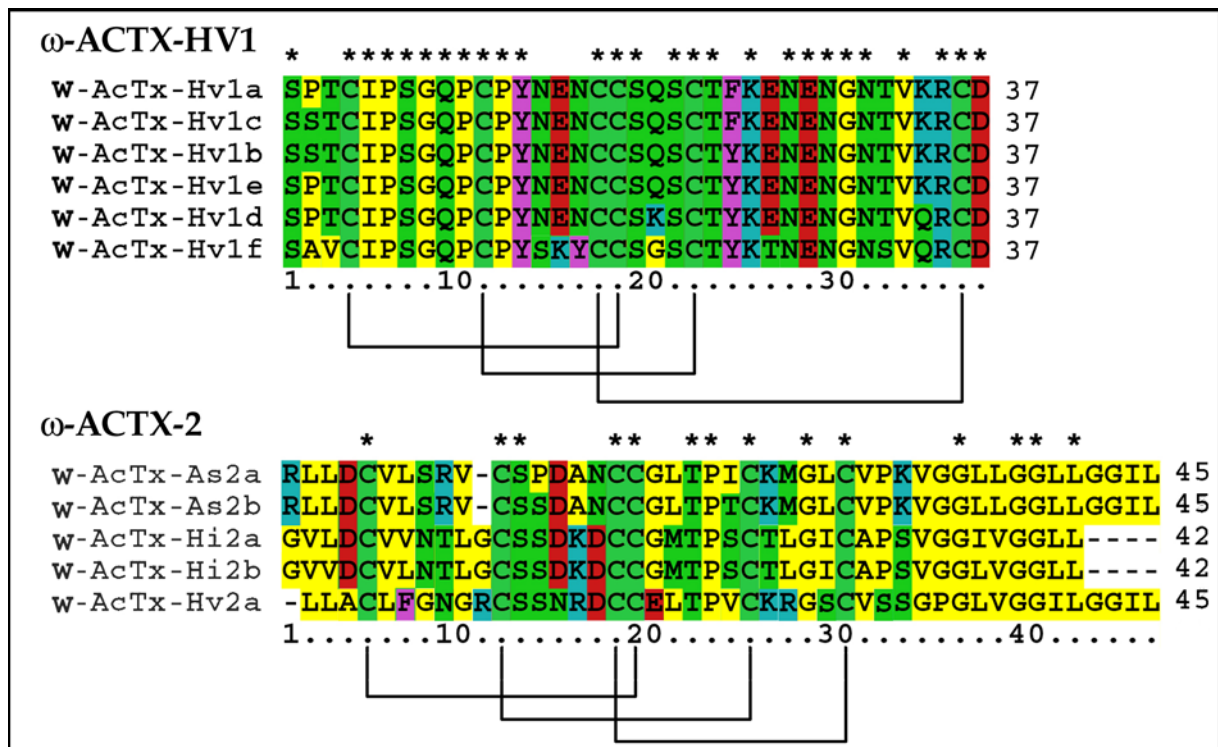 ω-ACTX-HV1
* ********** *** *** * ***** * ***
w-AcTx-Hv1a SPTCIPSGQPCPYNENCCSQSCTFKENENGNTVKRCD 37
w-AcTx-Hv1c SSTCIPSGQPCPYNENCCSQSCTFKENENGNTVKRCD 37
w-AcTx-Hv1b SSTCIPSGQPCPYNENCCSQSCTYKENENGNTVKRCD 37
w-AcTx-Hv1e SPTCIPSGQPCPYNENCCSQSCTYKENENGNTVKRCD 37
w-AcTx-Hv1d SPTCIPSGQPCPYNENCCSKSCTYKENENGNTVQRCD 37
w-AcTx-Hv1f SAVCIPSGQPCPYSKYCCSGSCTYKTNENGNSVQRCD 37
1.......10........20........30.......
ω-ACTX-2
* ** ** ** * * * * ** *
w-AcTx-As2a RLLDCVLSRV-CSPDANCCGLTPICKMGLCVPKVGGLLGGLLGGIL 45
w-AcTx-As2b RLLDCVLSRV-CSSDANCCGLTPTCKMGLCVPKVGGLLGGLLGGIL 45
w-AcTx-Hi2a GVLDCVVNTLGCSSDKDCCGMTPSCTLGICAPSVGGIVGGLL---- 42
w-AcTx-Hi2b GVVDCVLNTLGCSSDKDCCGMTPSCTLGICAPSVGGLVGGLL---- 42
w-AcTx-Hv2a -LLACLFGNGRCSSNRDCCELTPVCKRGSCVSSGPGLVGGILGGIL 45
1.......10........20........30........40......